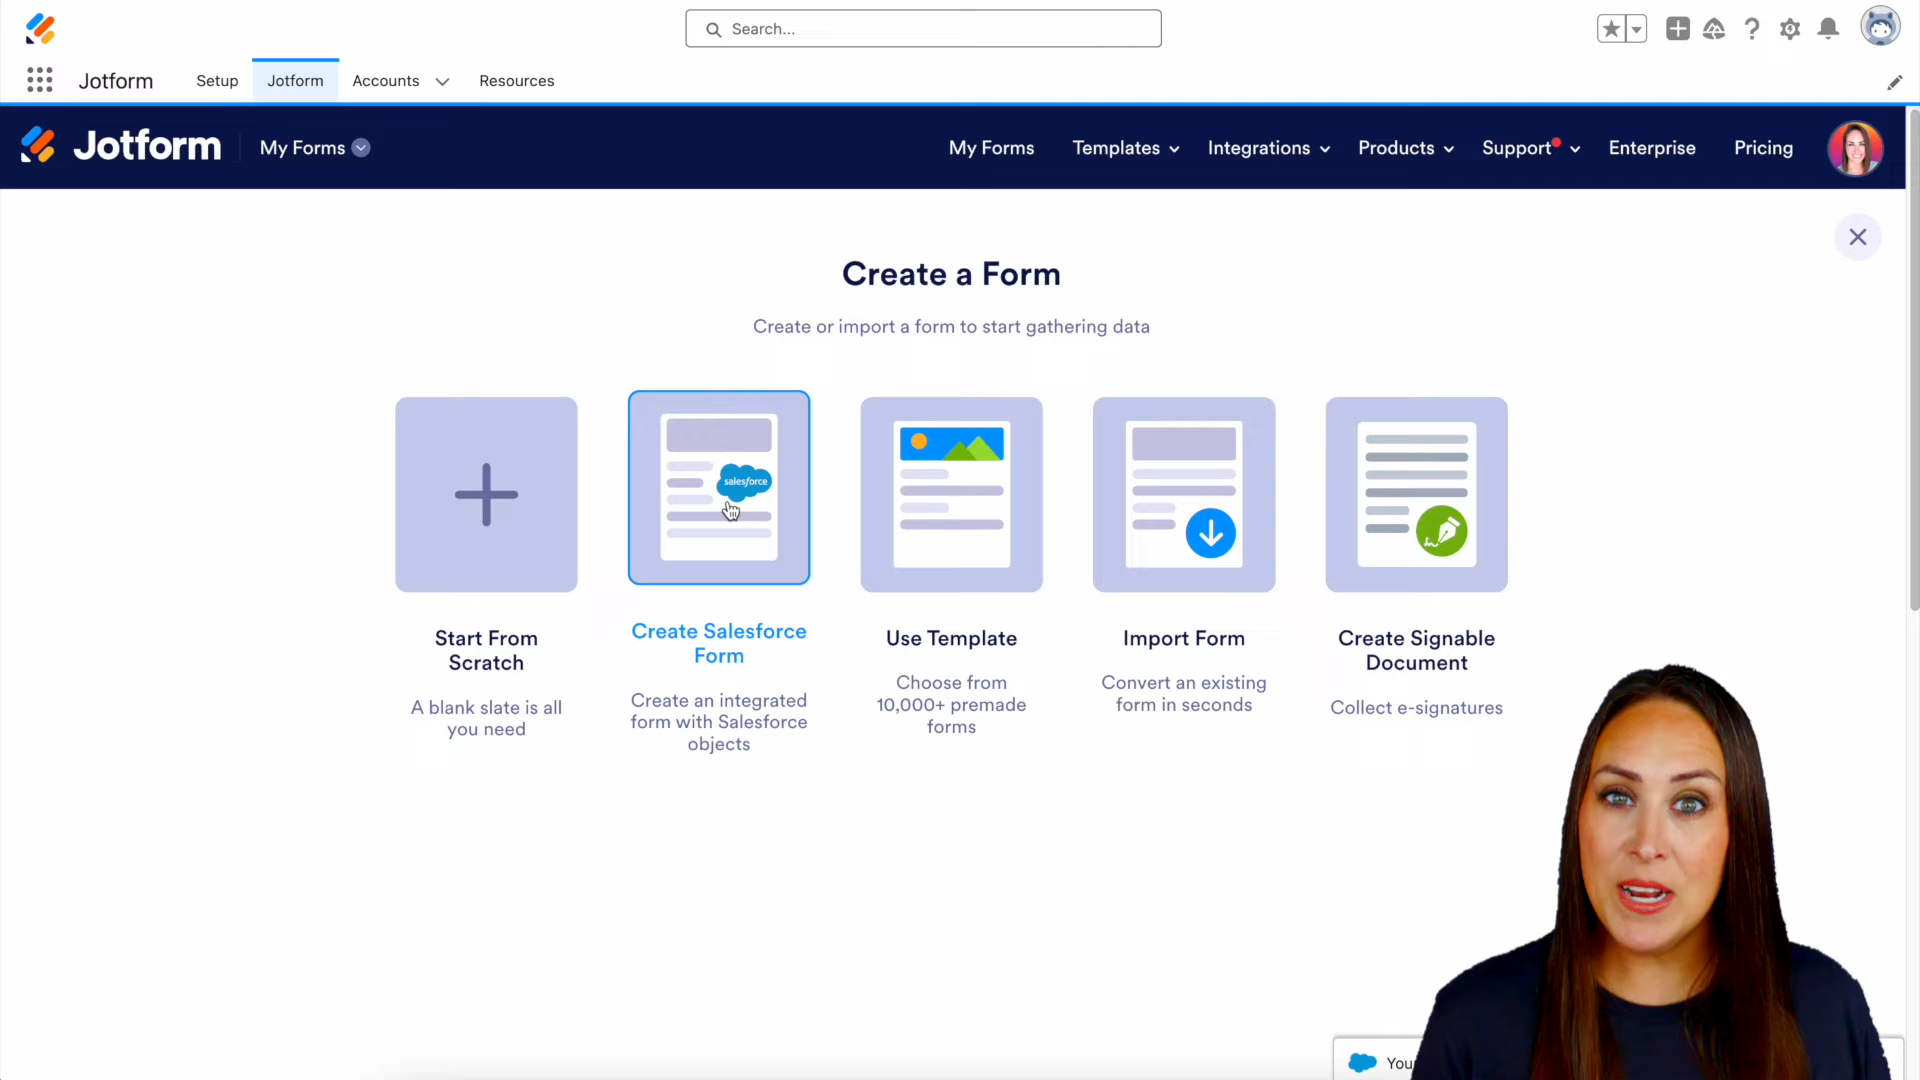 Search...
Jotform
Setup
Jotform
Accounts
Resources
Jotform
My Forms
My Forms
Templates
Integrations
Products
Support
Enterprise
Pricing
Create a Form
Create or import a form to start gathering data
salesforce
Start From
Scratch
A blank slate is all
you need
Create Salesforce
Form
Create an integrated
form with Salesforce
objects
Use Template
Choose from
10,000+ premade
forms
Import Form
Convert an existing
form in seconds
Create Signable
Document
Collect e-signatures